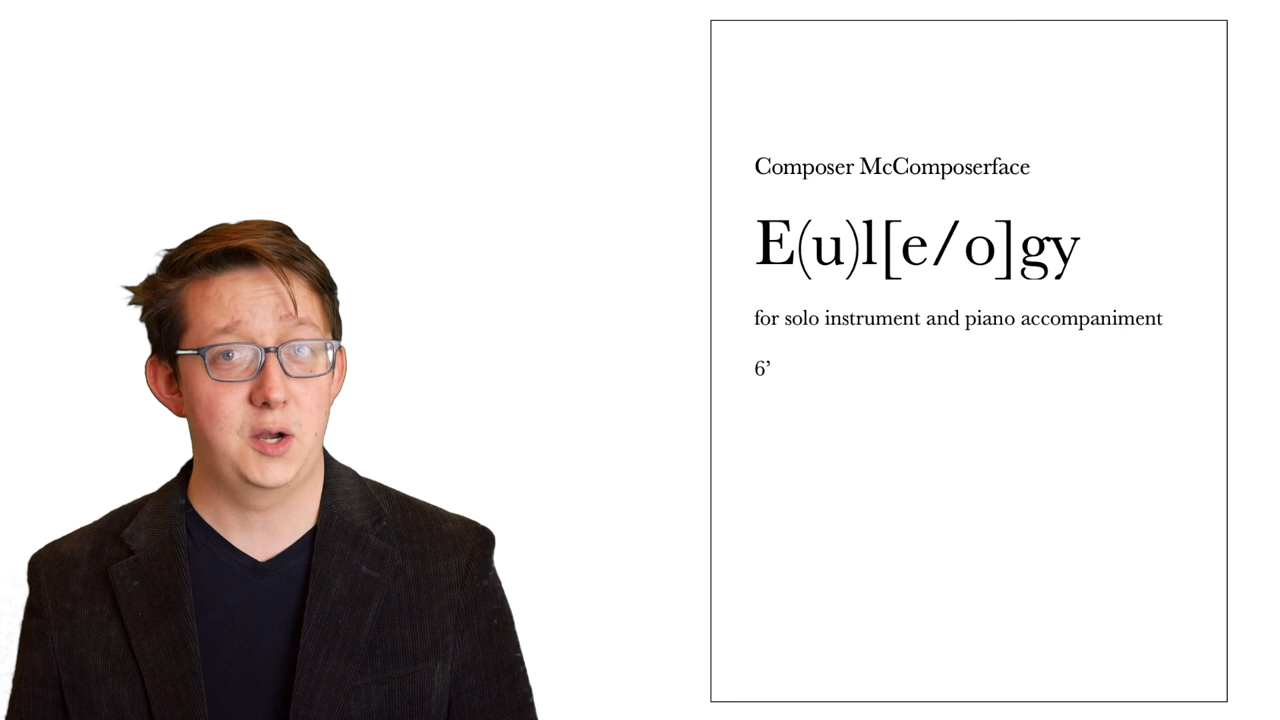 Composer McComposerface
E(u)l[e/o]gy
for solo instrument and piano accompaniment
6’